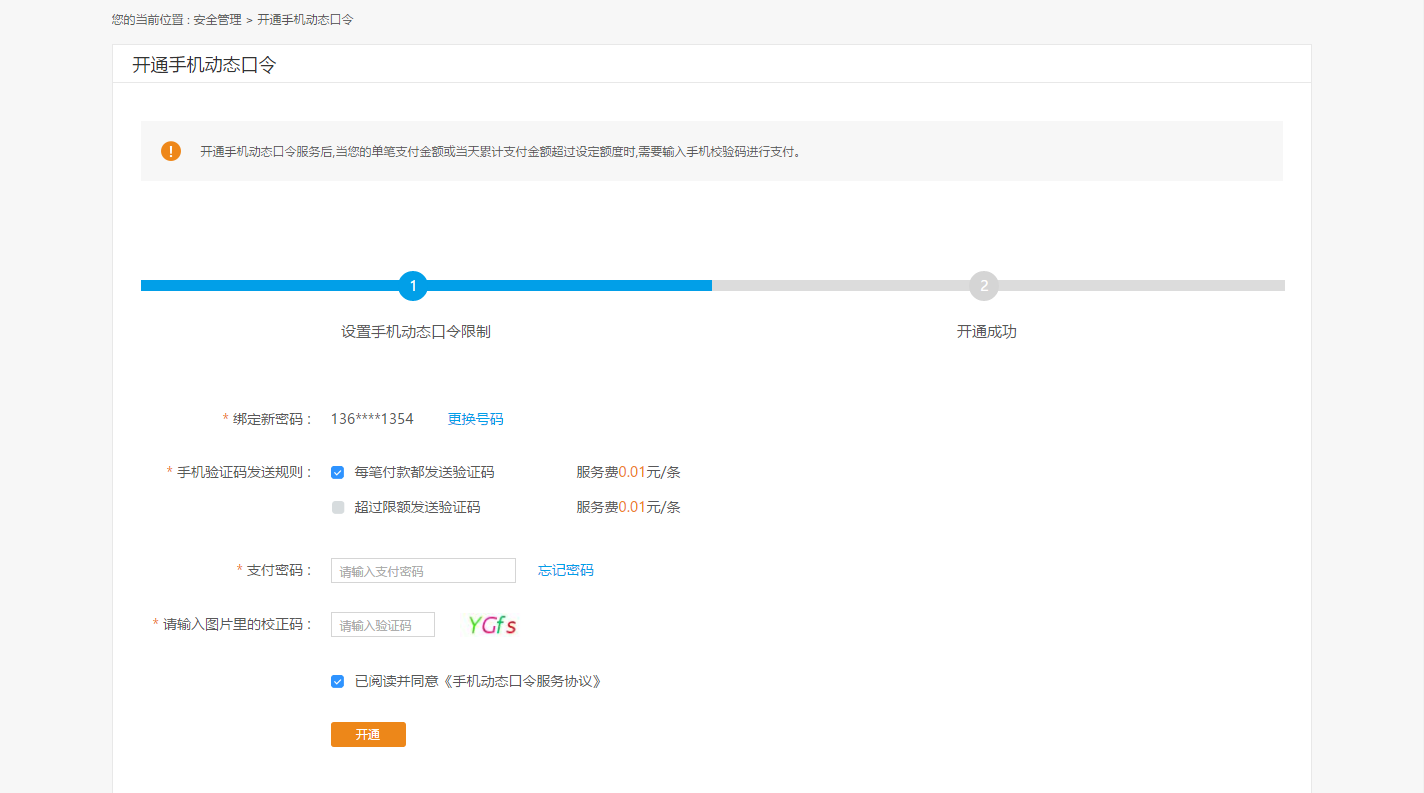 您的当前位置 : 安全管理 > 开通手机动态口令
开通手机动态口令
! 开通手机动态口令服务后,当您的单笔支付金额或当天累计支付金额超过设定额度时,需要输入手机校验码进行支付。
1 2
设置手机动态口令限制 开通成功
* 绑定新密码 : 136****1354 更换号码
* 手机验证码发送规则 : 每笔付款都发送验证码 服务费0.01元/条
超过限额发送验证码 服务费0.01元/条
* 支付密码 : 请输入支付密码 忘记密码
* 请输入图片里的校正码 : 请输入验证码 YGfs
已阅读并同意《手机动态口令服务协议》
开通